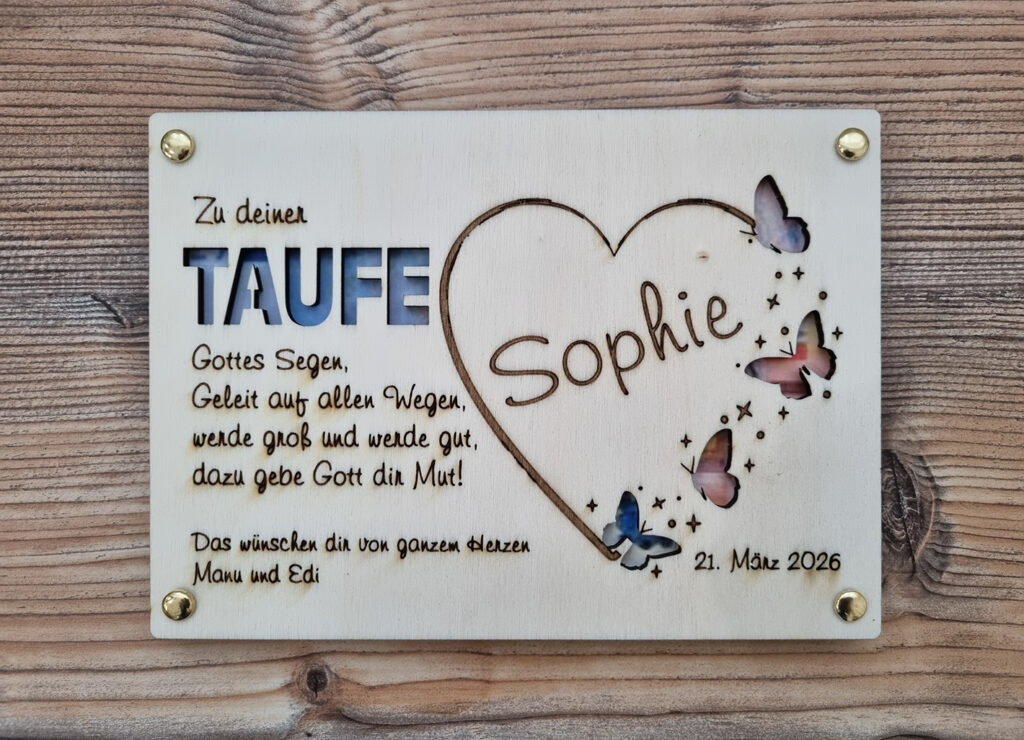 Zu deiner
TAUFE
Gottes Segen,
Geleit auf allen Wegen,
werde groß und werde gut,
dazu gebe Gott dir Mut!
Das wünschen dir von ganzem Herzen
Manu und Edi
Sophie
21. März 2026